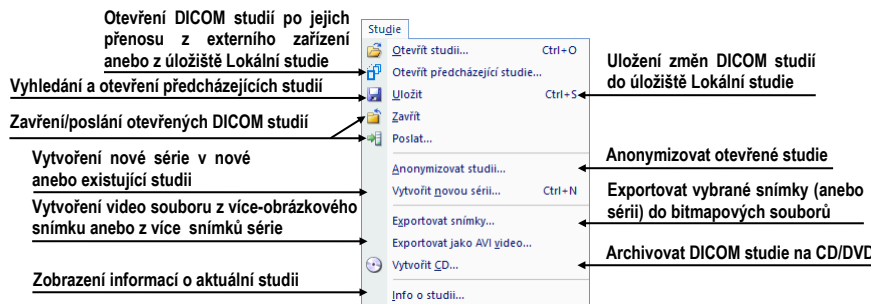 Otevření DICOM studií po jejich
přenosu z externího zařízení
anebo z úložiště Lokální studie
Vyhledání a otevření předcházejících studií
Zavření/poslání otevřených DICOM studií
Vytvoření nové série v nové
anebo existující studii
Vytvoření video souboru z více-obrázkového
snímku anebo z více snímků série
Zobrazení informací o aktuální studii
Studie
Otevřít studii... Ctrl+O
Otevřít předcházející studie...
Uložit Ctrl+S
Zavřít
Poslat...
Anonymizovat studii...
Vytvořit novou sérii... Ctrl+N
Exportovat snímky...
Exportovat jako AVI video...
Vytvořit CD...
Info o studii...
Uložení změn DICOM studií
do úložiště Lokální studie
Anonymizovat otevřené studie
Exportovat vybrané snímky (anebo
sérii) do bitmapových souborů
Archivovat DICOM studie na CD/DVD